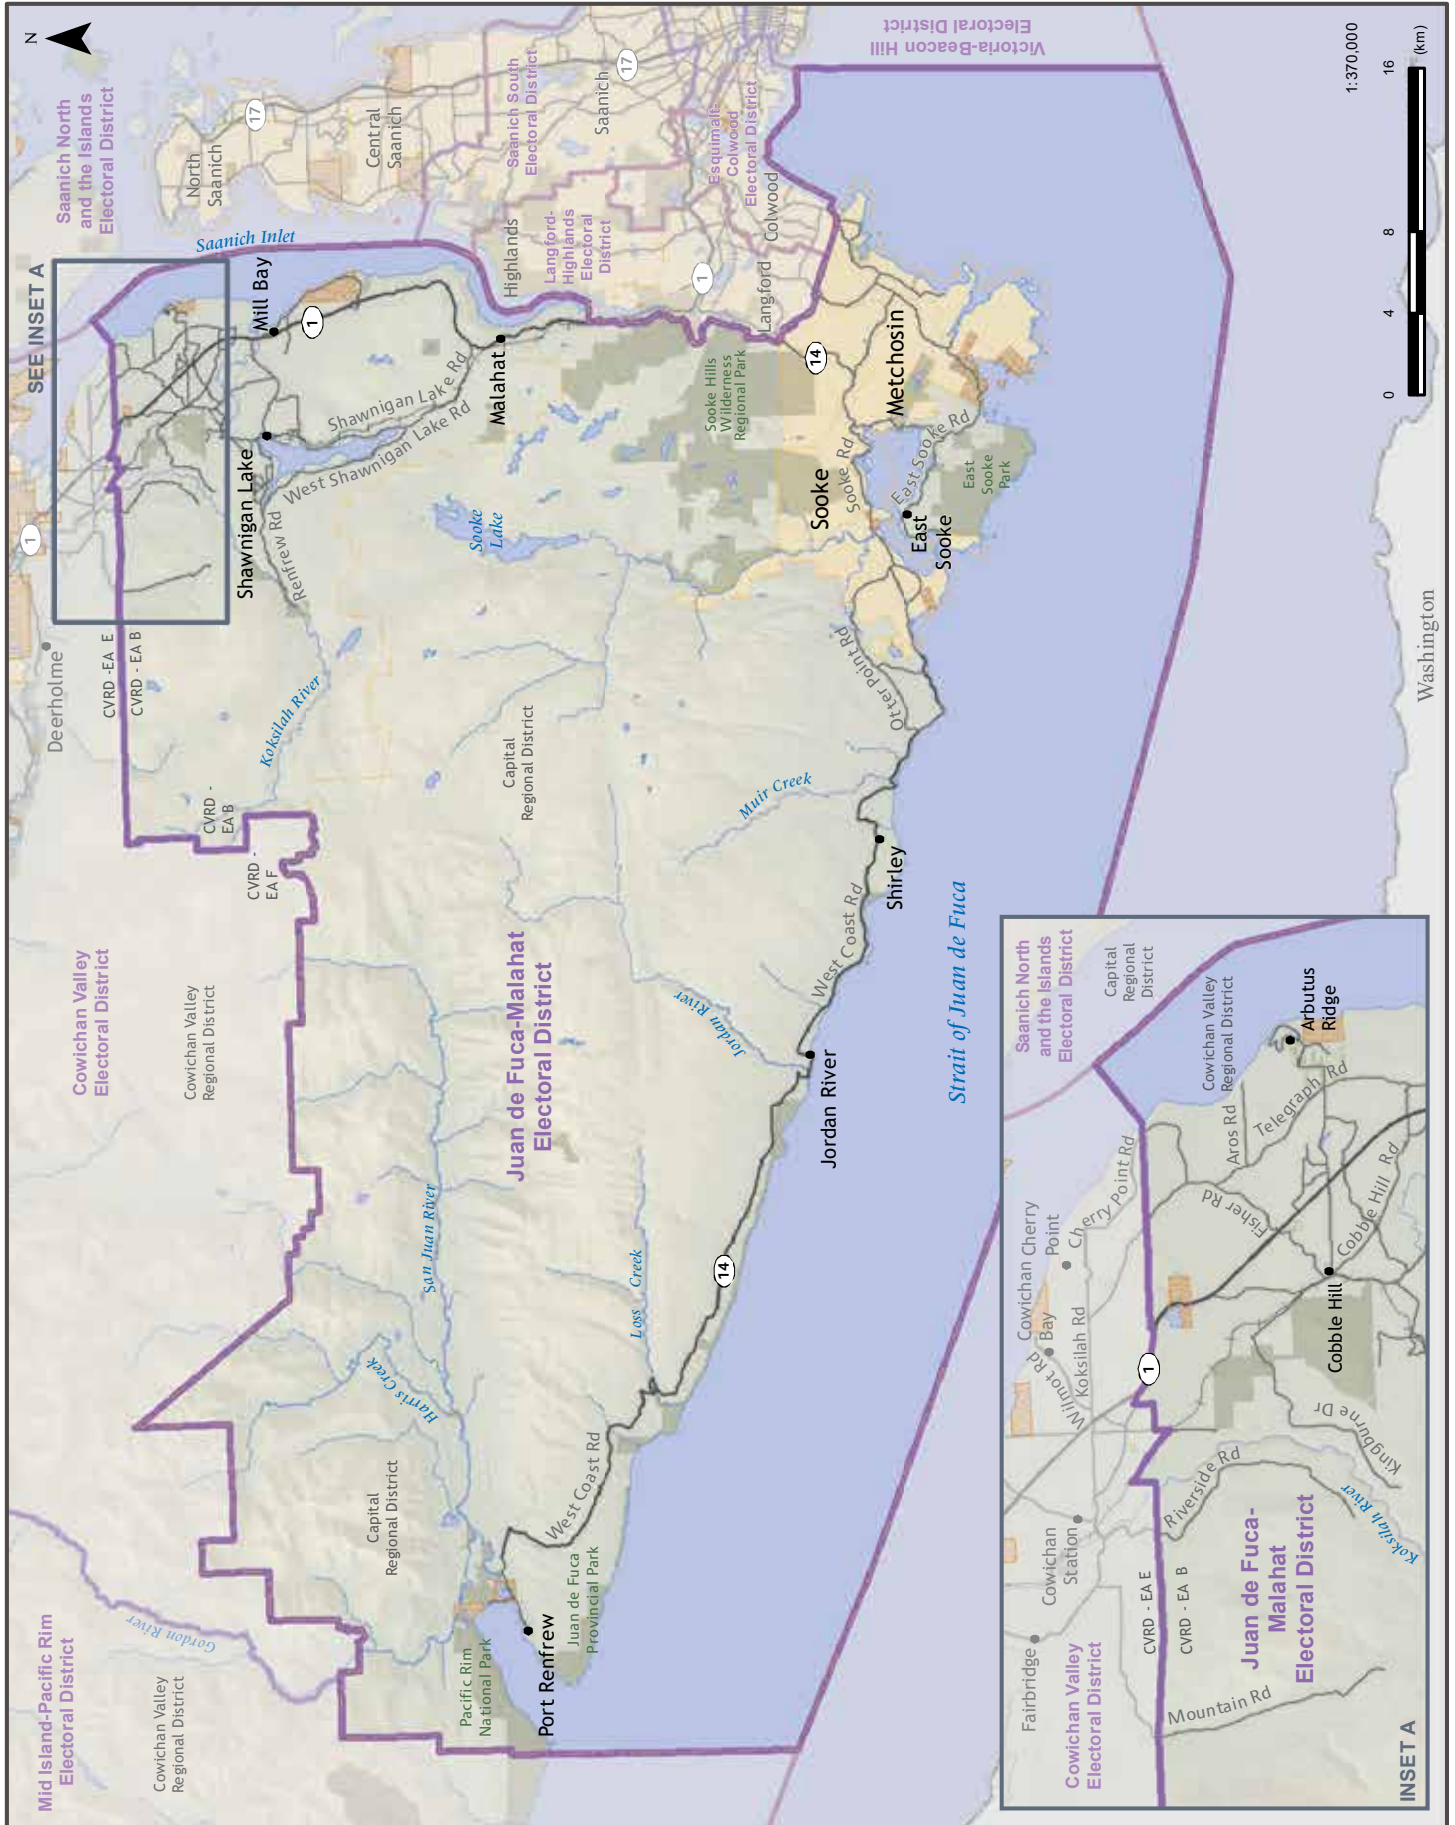 N
Mid Island-Pacific Rim
Electoral District
Gordon River
Cowichan Valley
Regional District
Cowichan Valley
Electoral District
Cowichan Valley
Regional District
Deerholme
CVRD - EA E
CVRD - EA B
CVRD -
EA B
CVRD -
EA F
Koksilah River
SEE INSET A
1
Saanich North
and the Islands
Electoral District
17
North
Saanich
Central
Saanich
Saanich Inlet
Mill Bay
1
Shawnigan Lake
Renfrew Rd
Shawnigan Lake Rd
West Shawnigan Lake Rd
Malahat
Saanich South
Electoral District
Saanich
17
Highlands
Langford-
Highlands
Electoral
District
Esquimalt-
Colwood
Electoral District
1
Langford
Colwood
Victoria-Beacon Hill
Electoral District
Sooke
Lake
Capital
Regional District
Juan de Fuca-Malahat
Electoral District
San Juan River
Harris Creek
Capital
Regional District
Pacific Rim
National Park
Port Renfrew
Juan de Fuca
Provincial Park
West Coast Rd
Loss Creek
14
Jordan River
Jordan River
West Coast Rd
Muir Creek
Shirley
Otter Point Rd
Sooke Hills
Wilderness
Regional Park
14
Sooke
Sooke Rd
Metchosin
East Sooke Rd
East
Sooke
East
Sooke
Park
Strait of Juan de Fuca
Washington
1:370,000
0 4 8 16
(km)
INSET A
Cowichan Valley
Electoral District
Fairbridge
Cowichan
Station
CVRD - EA E
CVRD - EA B
Mountain Rd
Juan de Fuca-
Malahat
Electoral District
Riverside Rd
Koksilah River
Kingburne Dr
Wilmot Rd
Koksilah Rd
Cowichan
Bay
Cherry
Point
Cherry Point Rd
1
Cobble Hill
Cobble Hill Rd
Fisher Rd
Aros Rd
Telegraph Rd
Arbutus
Ridge
Cowichan Valley
Regional District
Capital
Regional
District
Saanich North
and the Islands
Electoral District